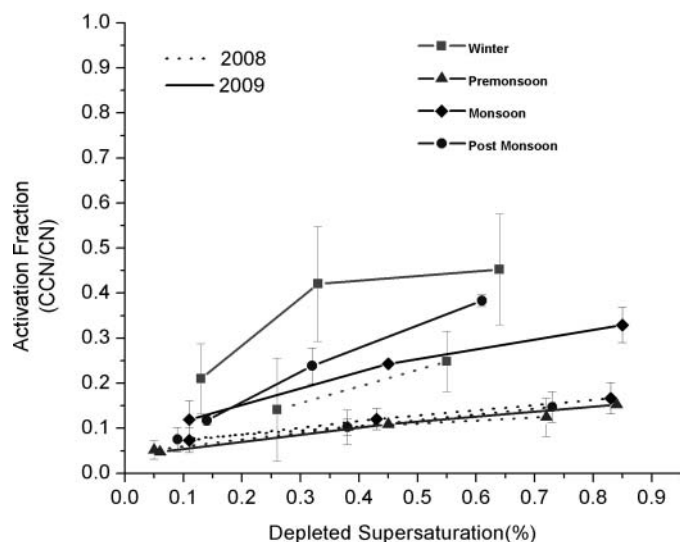 1.0
0.9
0.8
0.7
0.6
0.5
0.4
0.3
0.2
0.1
0.0
Activation Fraction
(CCN/CN)
2008
2009
Winter
Premonsoon
Monsoon
Post Monsoon
0.0 0.1 0.2 0.3 0.4 0.5 0.6 0.7 0.8 0.9
Depleted Supersaturation(%)